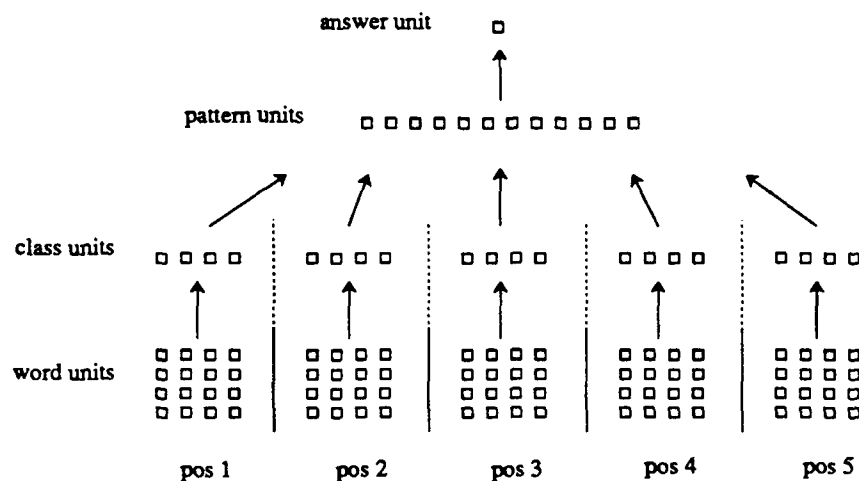 answer unit
pattern units
class units
word units
pos 1 pos 2 pos 3 pos 4 pos 5